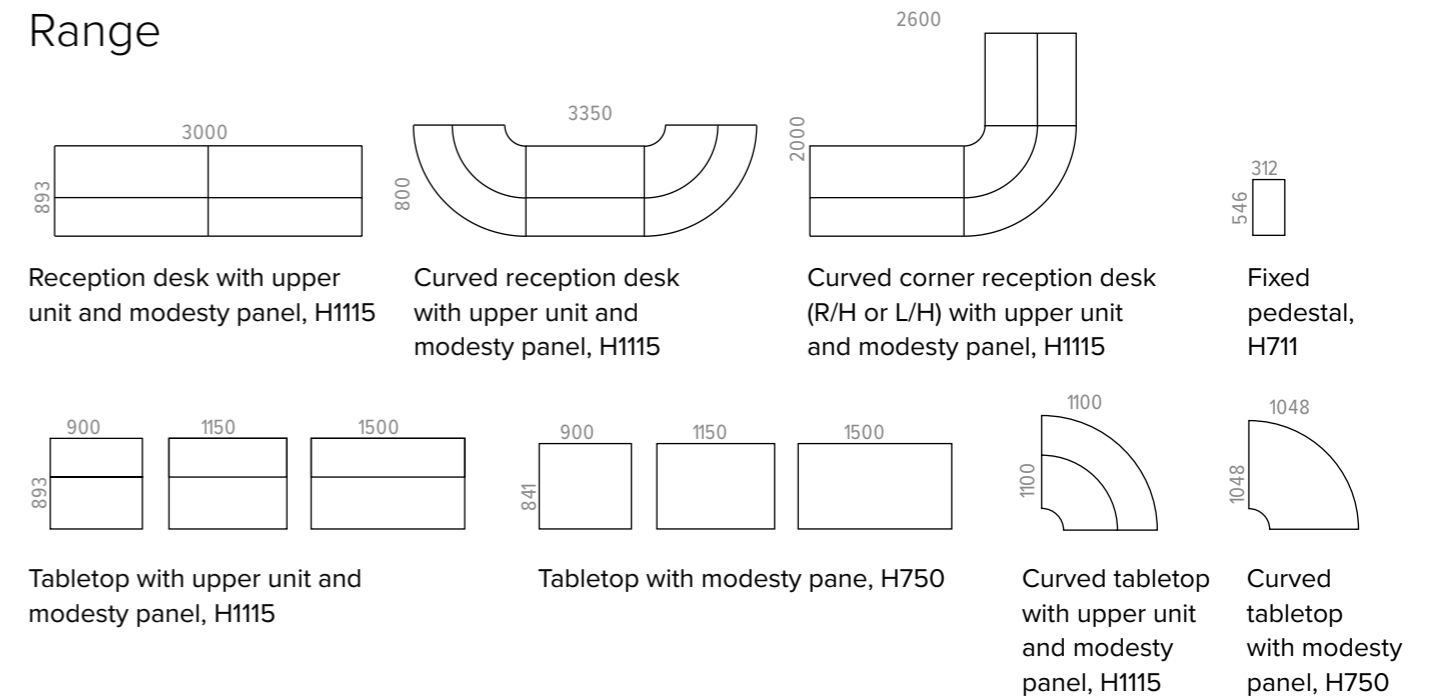 Range
3000
893
Reception desk with upper
unit and modesty panel, H1115
3350
800
Curved reception desk
with upper unit and
modesty panel, H1115
2600
2000
Curved corner reception desk
(R/H or L/H) with upper unit
and modesty panel, H1115
312
546
Fixed
pedestal,
H711
900
1150
1500
893
Tabletop with upper unit and
modesty panel, H1115
900
1150
1500
841
Tabletop with modesty pane, H750
1100
1100
Curved tabletop
with upper unit
and modesty
panel, H1115
1048
1048
Curved
tabletop
with modesty
panel, H750